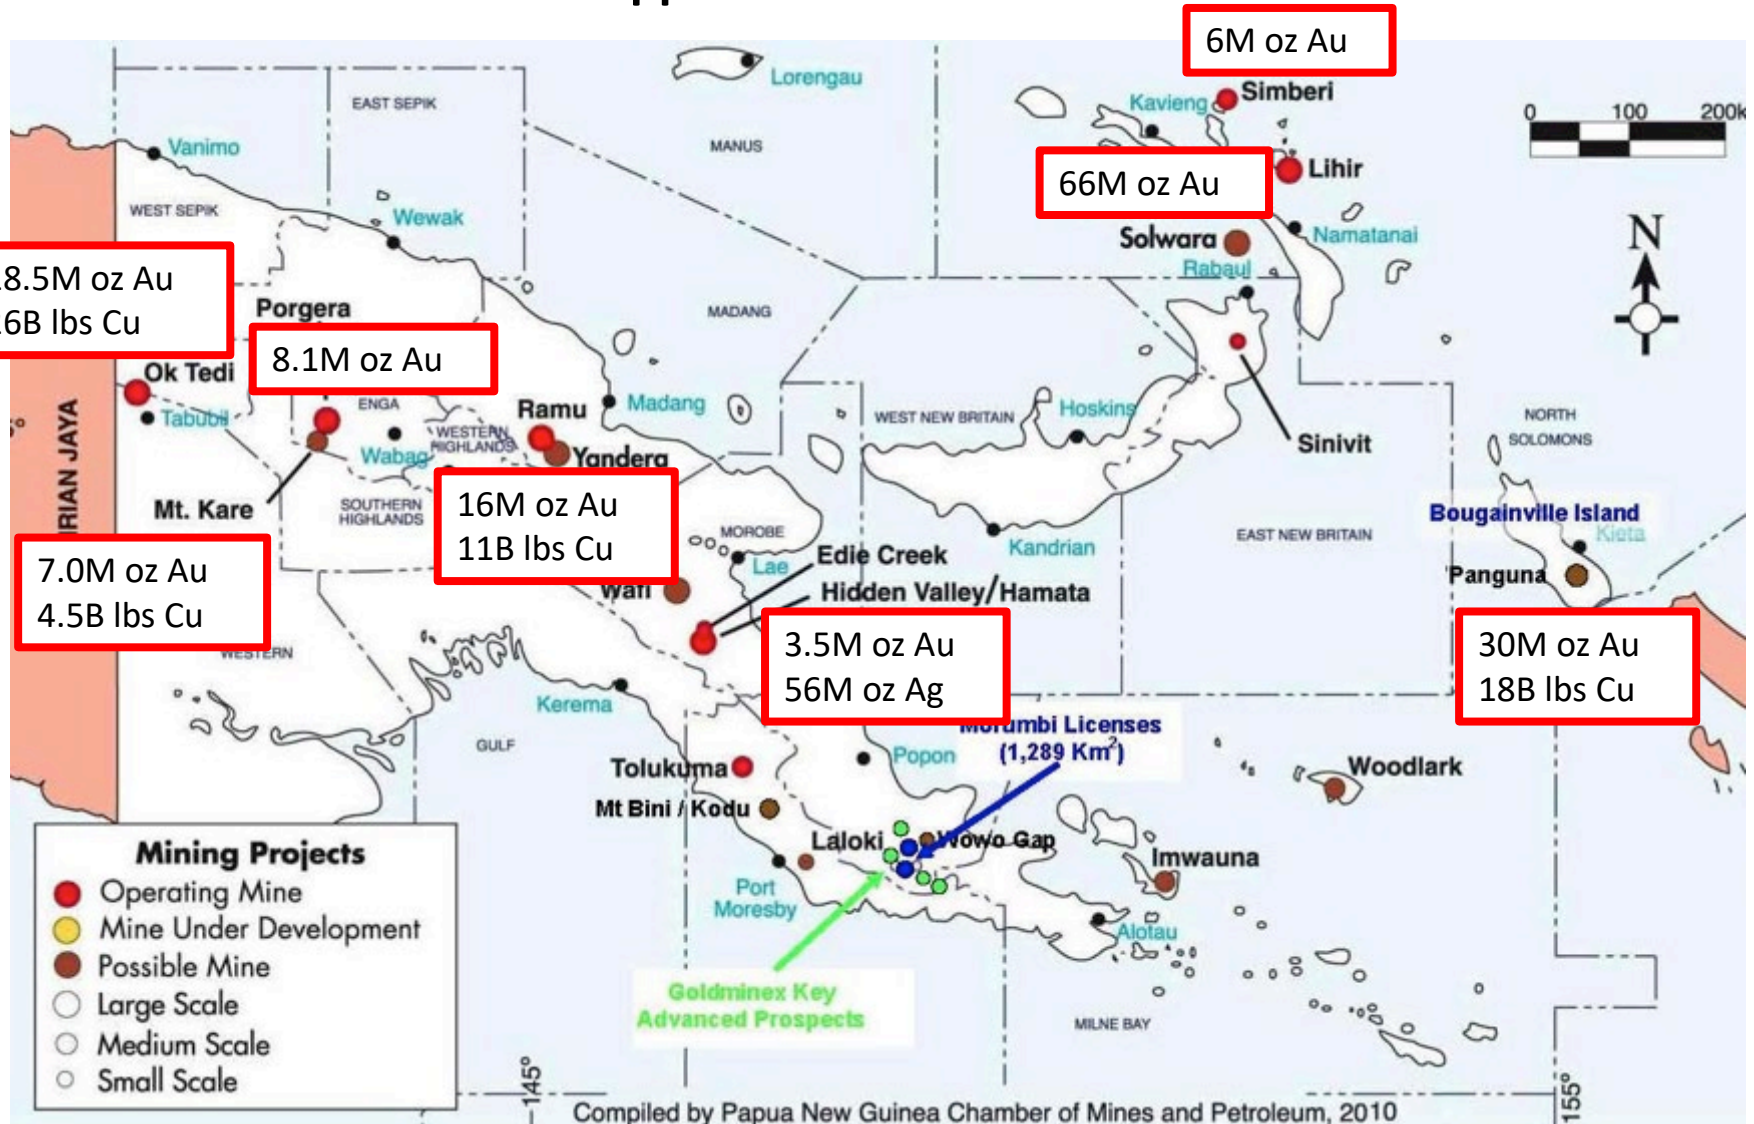 6M oz Au
Lorengau
Kavieng
Simberi
0 100 200k
EAST SEPIK
Vanimo
MANUS
Lihir
66M oz Au
WEST SEPIK
Wewak
Solwara
Namatanai
N
Rabaul
8.5M oz Au
6B lbs Cu
Porgera
MADANG
8.1M oz Au
Ok Tedi
Tabubil
ENGA
Ramu
Madang
WEST NEW BRITAIN
Hoskins
NORTH
SOLOMONS
WESTERN
HIGHLANDS
Wabag
Yandera
Sinivit
IRIAN JAYA
Mt. Kare
SOUTHERN
HIGHLANDS
16M oz Au
11B lbs Cu
MOROBE
Bougainville Island
Kieta
Kandrian
EAST NEW BRITAIN
Edie Creek
Lae
7.0M oz Au
4.5B lbs Cu
Wafi
Hidden Valley/Hamata
Panguna
WESTERN
3.5M oz Au
56M oz Ag
30M oz Au
18B lbs Cu
Kerema
Morumbi Licenses
(1,289 Km²)
GULF
Popon
Tolukuma
Woodlark
Mt Bini / Kodu
Laloki
Wowo Gap
Imwauna
Port
Moresby
Alotau
Goldminex Key
Advanced Prospects
MILNE BAY
Mining Projects
Operating Mine
Mine Under Development
Possible Mine
Large Scale
Medium Scale
Small Scale
145°
155°
Compiled by Papua New Guinea Chamber of Mines and Petroleum, 2010